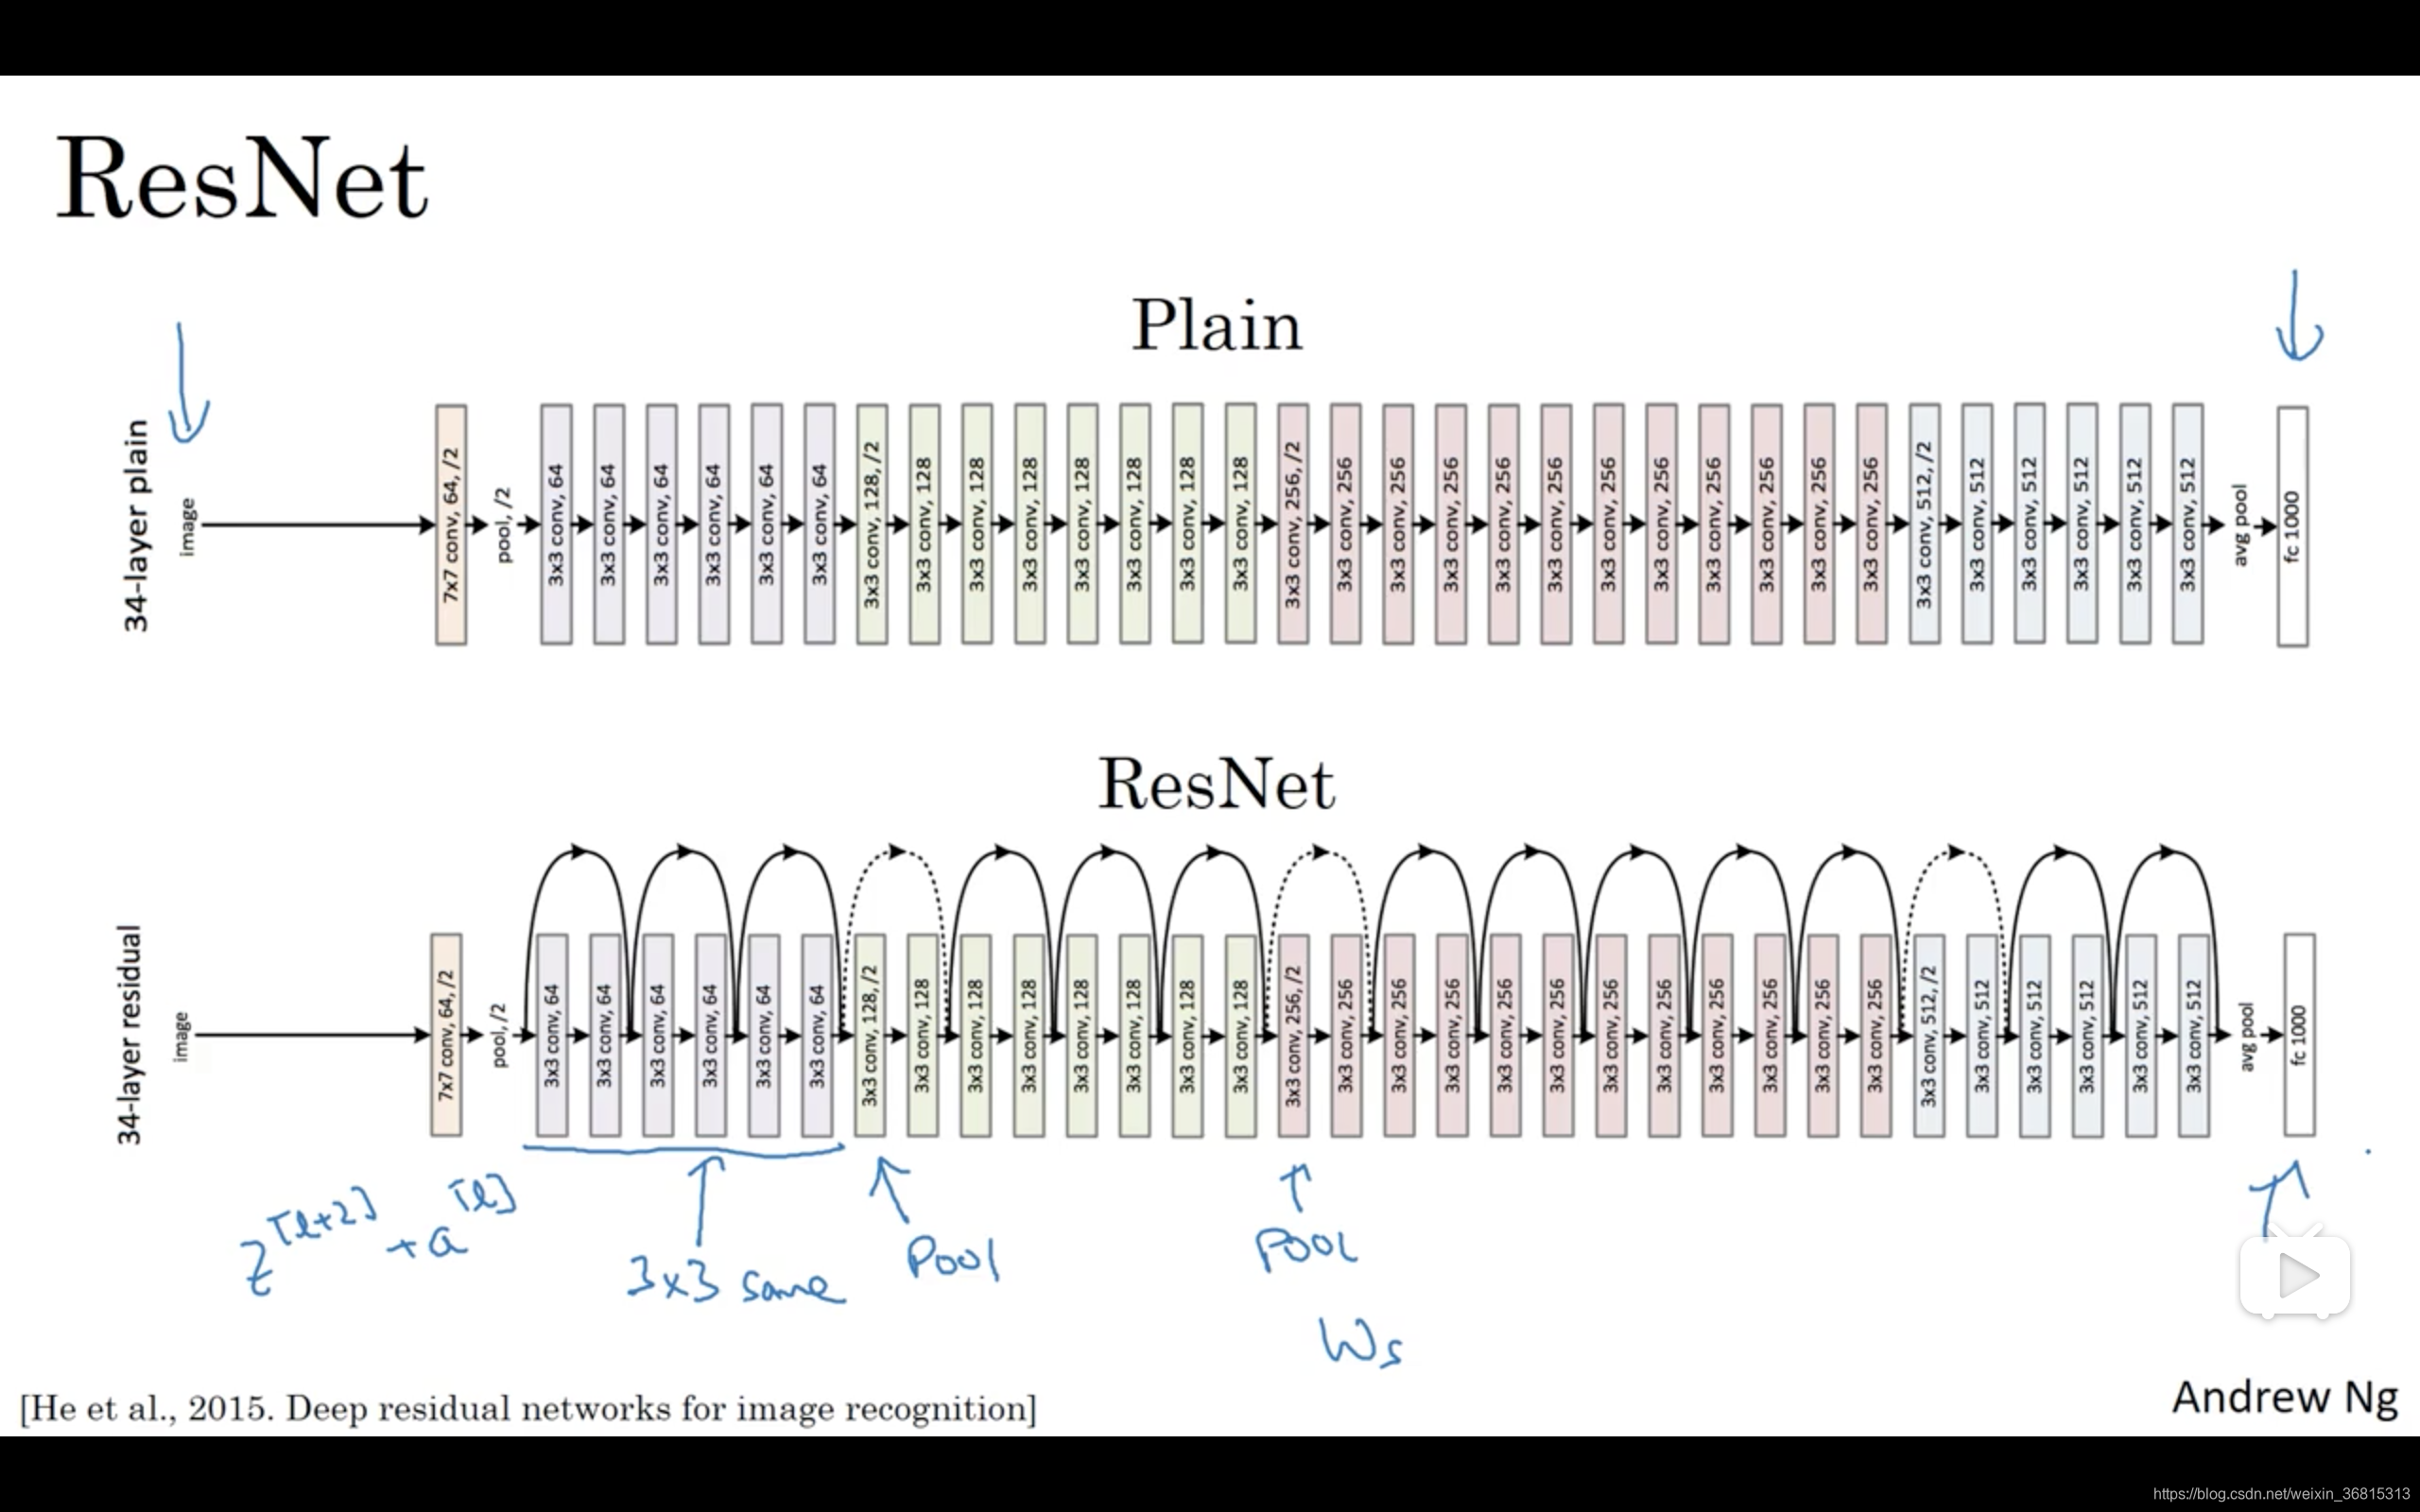 ResNet
Plain
34-layer plain
image
7x7 conv, 64, /2
pool, /2
3x3 conv, 64
3x3 conv, 64
3x3 conv, 64
3x3 conv, 64
3x3 conv, 64
3x3 conv, 64
3x3 conv, 128, /2
3x3 conv, 128
3x3 conv, 128
3x3 conv, 128
3x3 conv, 128
3x3 conv, 128
3x3 conv, 128
3x3 conv, 128
3x3 conv, 256, /2
3x3 conv, 256
3x3 conv, 256
3x3 conv, 256
3x3 conv, 256
3x3 conv, 256
3x3 conv, 256
3x3 conv, 256
3x3 conv, 256
3x3 conv, 256
3x3 conv, 256
3x3 conv, 256
3x3 conv, 512, /2
3x3 conv, 512
3x3 conv, 512
3x3 conv, 512
3x3 conv, 512
3x3 conv, 512
avg pool
fc 1000
ResNet
34-layer residual
image
7x7 conv, 64, /2
pool, /2
3x3 conv, 64
3x3 conv, 64
3x3 conv, 64
3x3 conv, 64
3x3 conv, 64
3x3 conv, 64
3x3 conv, 128, /2
3x3 conv, 128
3x3 conv, 128
3x3 conv, 128
3x3 conv, 128
3x3 conv, 128
3x3 conv, 128
3x3 conv, 128
3x3 conv, 256, /2
3x3 conv, 256
3x3 conv, 256
3x3 conv, 256
3x3 conv, 256
3x3 conv, 256
3x3 conv, 256
3x3 conv, 256
3x3 conv, 256
3x3 conv, 256
3x3 conv, 256
3x3 conv, 256
3x3 conv, 512, /2
3x3 conv, 512
3x3 conv, 512
3x3 conv, 512
3x3 conv, 512
3x3 conv, 512
avg pool
fc 1000
z[l+2] + a[l]
3x3 same
Pool
Pool
Ws
[He et al., 2015. Deep residual networks for image recognition]
Andrew Ng
https://blog.csdn.net/weixin_36815313